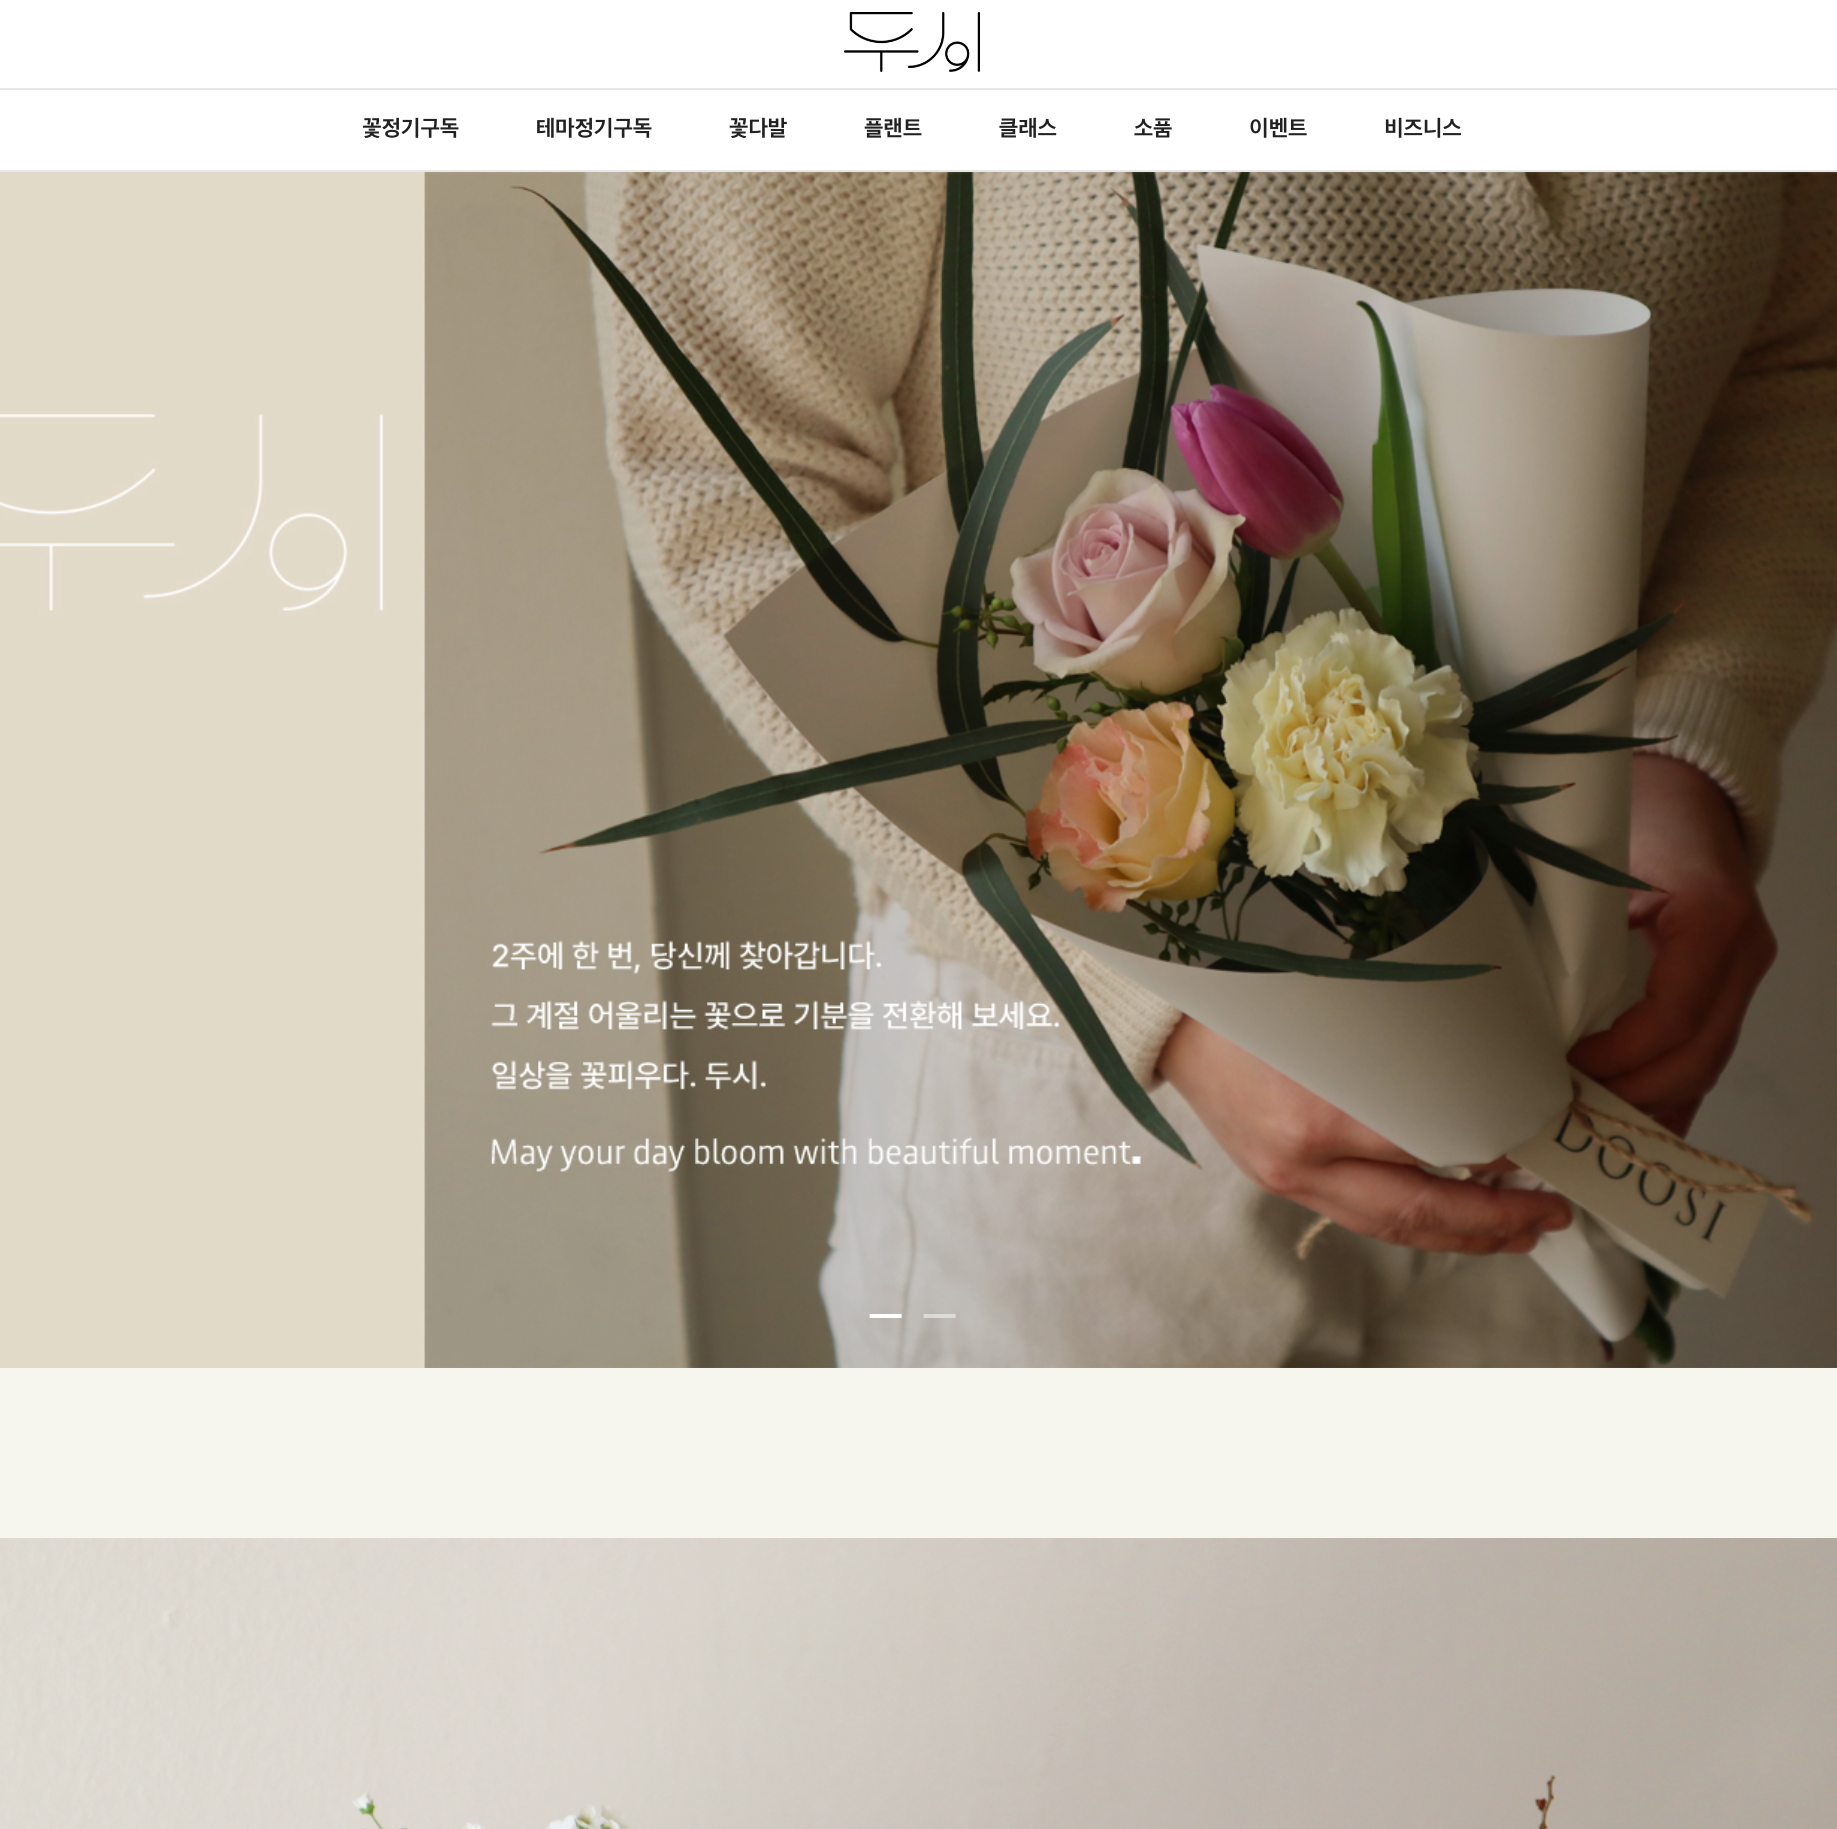 두시
꽃정기구독 테마정기구독 꽃다발 플랜트 클래스 소품 이벤트 비즈니스
두시
2주에 한 번, 당신께 찾아갑니다.
그 계절 어울리는 꽃으로 기분을 전환해 보세요.
일상을 꽃피우다. 두시.
May your day bloom with beautiful moment.
DOOSI